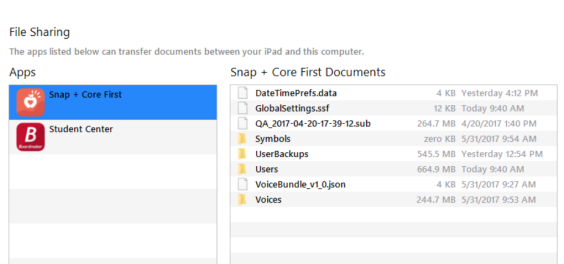 File Sharing
The apps listed below can transfer documents between your iPad and this computer.
Apps
Snap + Core First
B
Boardmaker
Student Center
Snap + Core First Documents
DateTimePrefs.data 4 KB Yesterday 4:12 PM
GlobalSettings.ssf 12 KB Today 9:40 AM
QA_2017-04-20-17-39-12.sub 264.7 MB 4/20/2017 1:40 PM
Symbols zero KB 5/31/2017 9:54 AM
UserBackups 545.5 MB Yesterday 12:54 PM
Users 664.9 MB Today 9:40 AM
VoiceBundle_v1_0.json 4 KB 5/31/2017 9:27 AM
Voices 244.7 MB 5/31/2017 9:53 AM